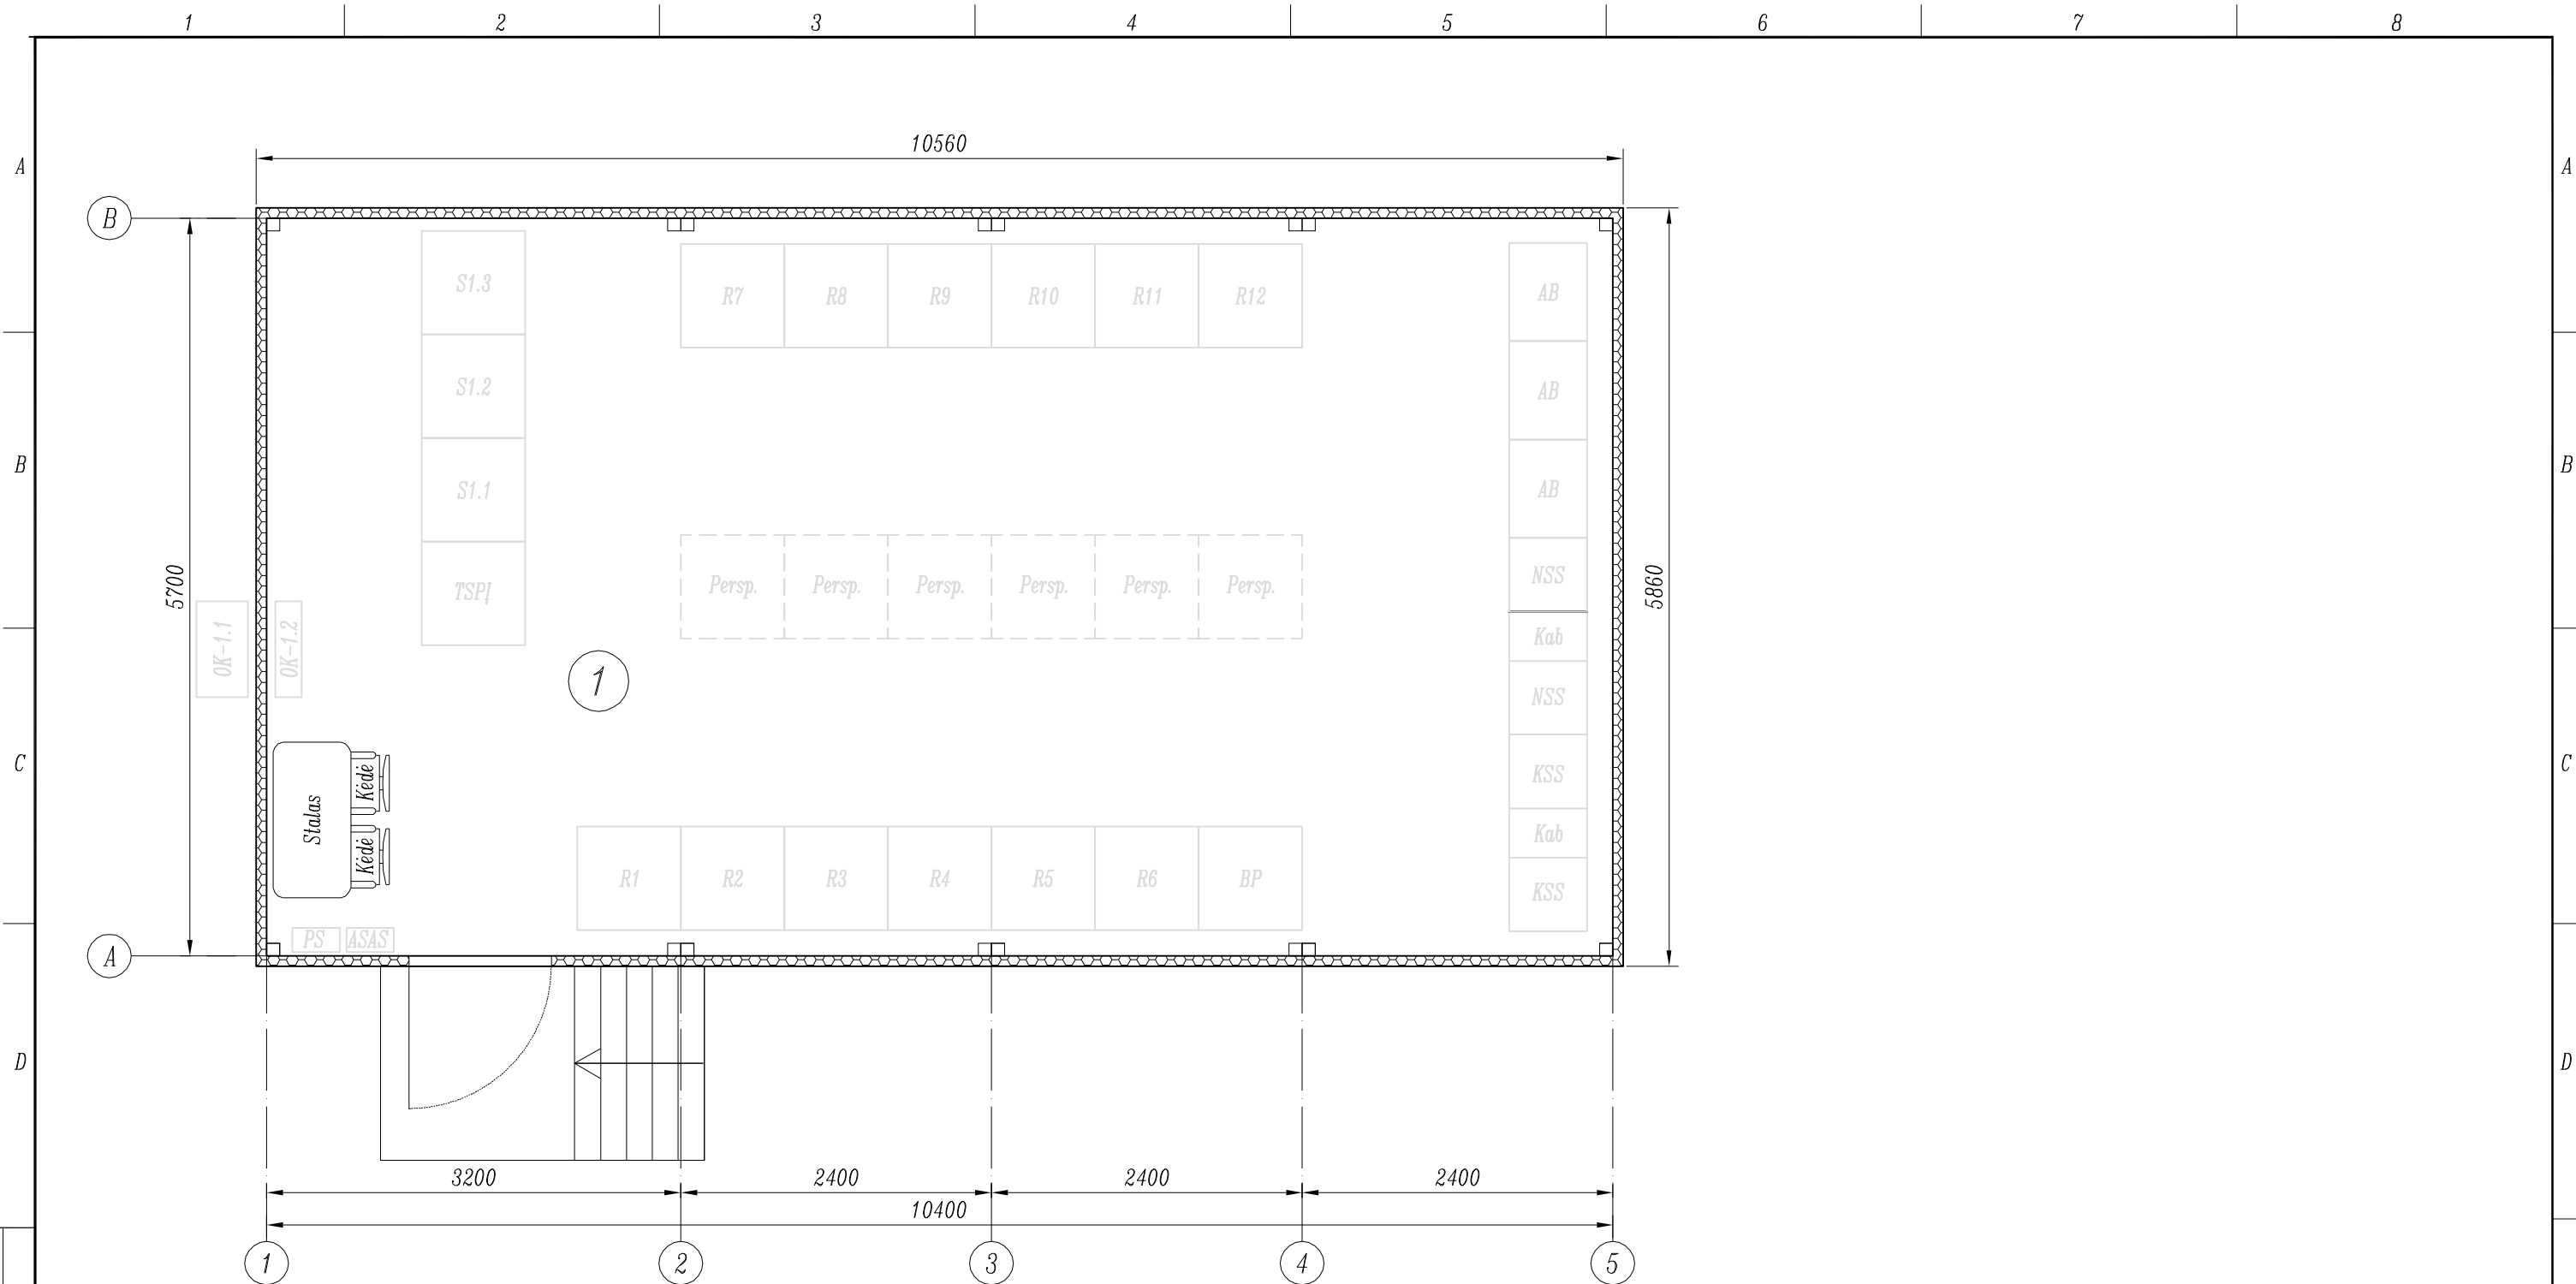 1 2 3 4 5 6 7 8
10560
A A
B
S1.3 R7 R8 R9 R10 R11 R12 AB
S1.2 AB
B B
S1.1 AB
5700 TSPĮ Persp. Persp. Persp. Persp. Persp. Persp. NSS 5860
OK-1.1 OK-1.2 Kab
1 NSS
C Kėdė KSS C
Stalas Kab
Kėdė R1 R2 R3 R4 R5 R6 BP KSS
PS ASAS
A
D D
3200 2400 2400 2400
10400
1 2 3 4 5